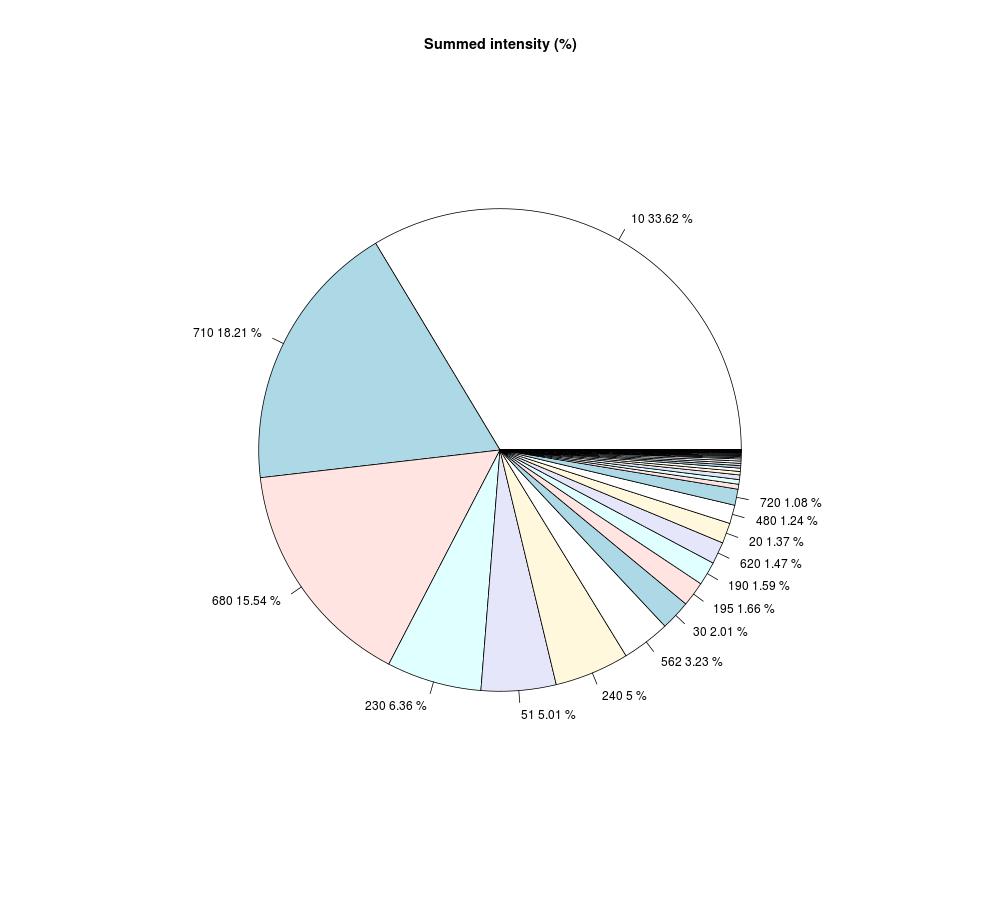 Summed intensity (%)
10 33.62 %
710 18.21 %
680 15.54 %
230 6.36 %
51 5.01 %
240 5 %
562 3.23 %
30 2.01 %
195 1.66 %
190 1.59 %
620 1.47 %
20 1.37 %
480 1.24 %
720 1.08 %